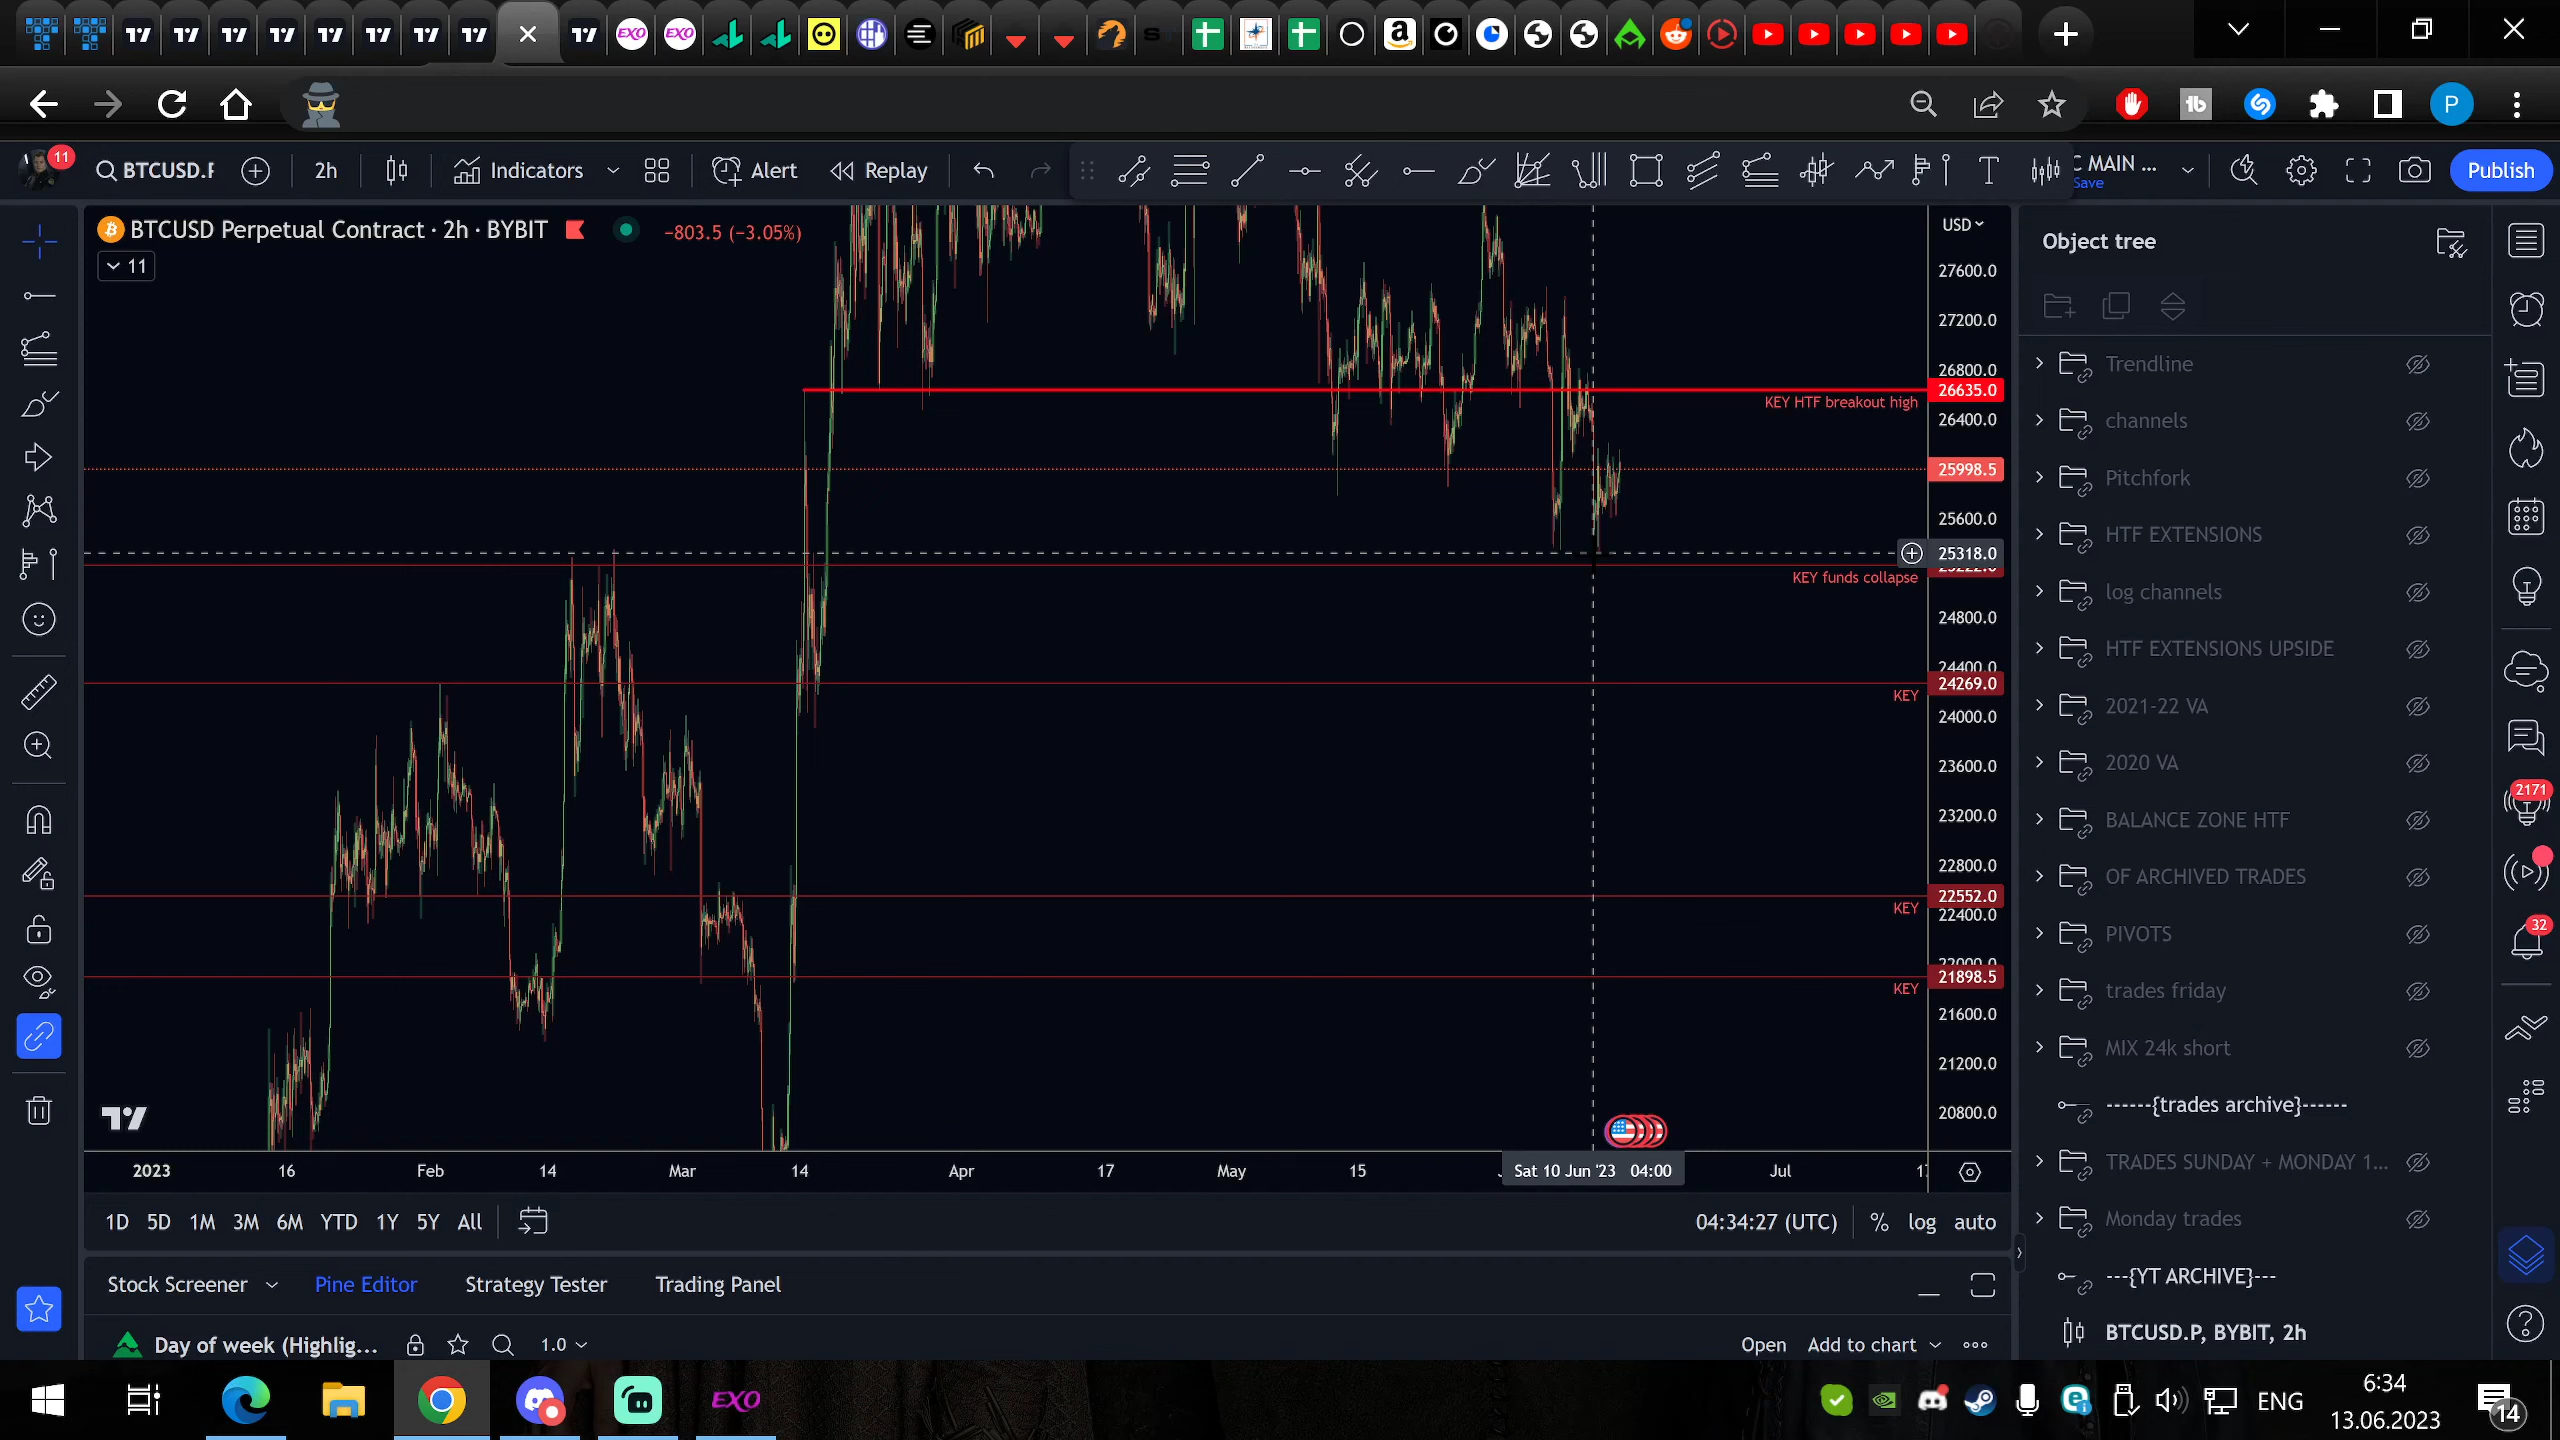 EXO
EXO
P
11
BTCUSD.P
2h
Indicators
Alert
Replay
C MAIN ...
Save
Publish
BTCUSD Perpetual Contract · 2h · BYBIT
−803.5 (−3.05%)
11
USD
27600.0
27200.0
26800.0
26635.0
KEY HTF breakout high
26400.0
25998.5
25600.0
25318.0
KEY funds collapse
24800.0
24400.0
24269.0
KEY
24000.0
23600.0
23200.0
22800.0
22552.0
KEY
22400.0
22000.0
21898.5
KEY
21600.0
21200.0
20800.0
2023 16 Feb 14 Mar 14 Apr 17 May 15 Sat 10 Jun '23 04:00 Jul
1D 5D 1M 3M 6M YTD 1Y 5Y All
04:34:27 (UTC) % log auto
Stock Screener Pine Editor Strategy Tester Trading Panel
Day of week (Highlig... 1.0 Open Add to chart
Object tree
Trendline
channels
Pitchfork
HTF EXTENSIONS
log channels
HTF EXTENSIONS UPSIDE
2021-22 VA
2020 VA
BALANCE ZONE HTF
OF ARCHIVED TRADES
PIVOTS
trades friday
MIX 24k short
------{trades archive}------
TRADES SUNDAY + MONDAY 1...
Monday trades
---{YT ARCHIVE}---
BTCUSD.P, BYBIT, 2h
2171
32
EXO
ENG
6:34
13.06.2023
14